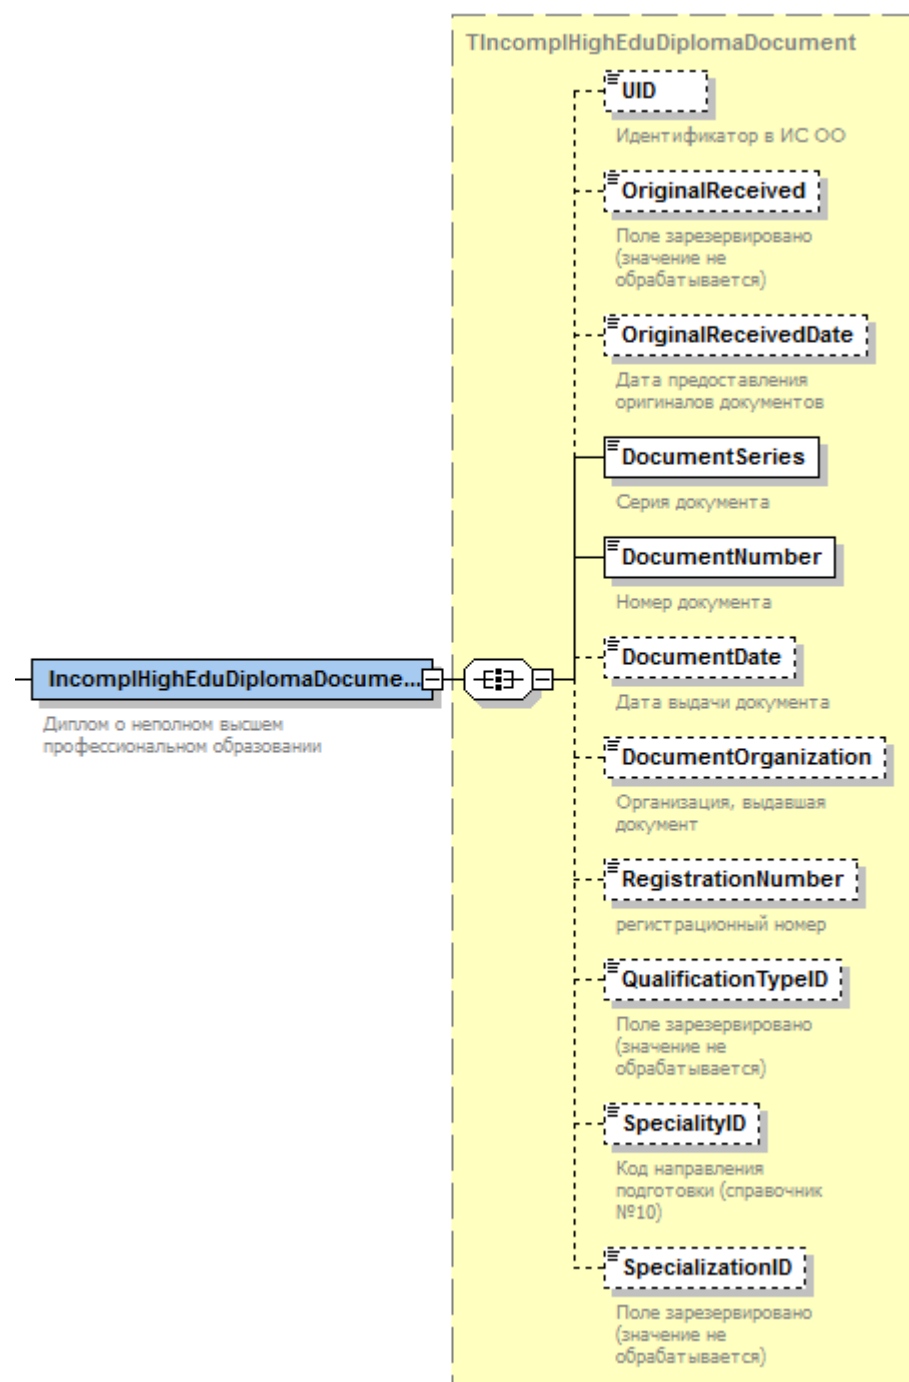 TIncomplHighEduDiplomaDocument
UID
Идентификатор в ИС ОО
OriginalReceived
Поле зарезервировано
(значение не
обрабатывается)
OriginalReceivedDate
Дата предоставления
оригиналов документов
DocumentSeries
Серия документа
DocumentNumber
Номер документа
IncomplHighEduDiplomaDocume...
Диплом о неполном высшем
профессиональном образовании
DocumentDate
Дата выдачи документа
DocumentOrganization
Организация, выдавшая
документ
RegistrationNumber
регистрационный номер
QualificationTypeID
Поле зарезервировано
(значение не
обрабатывается)
SpecialityID
Код направления
подготовки (справочник
№10)
SpecializationID
Поле зарезервировано
(значение не
обрабатывается)